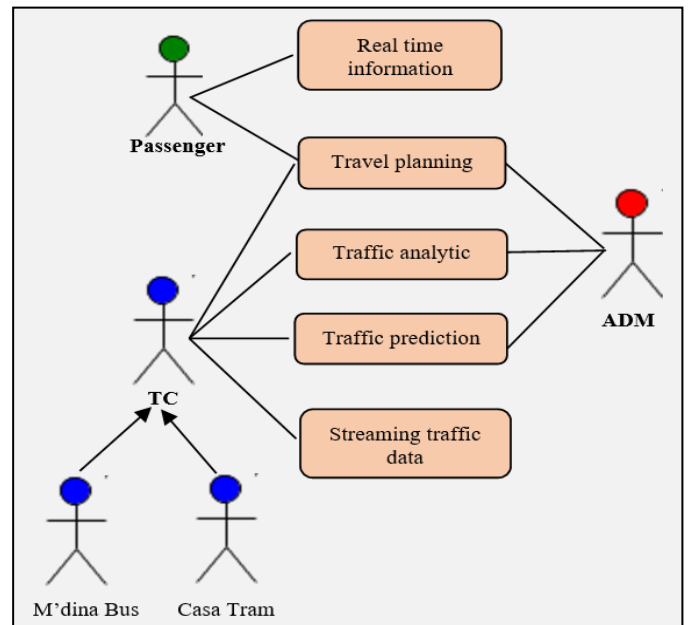 Real time
information
Passenger
Travel planning
Traffic analytic
ADM
Traffic prediction
TC
Streaming traffic
data
M’dina Bus
Casa Tram